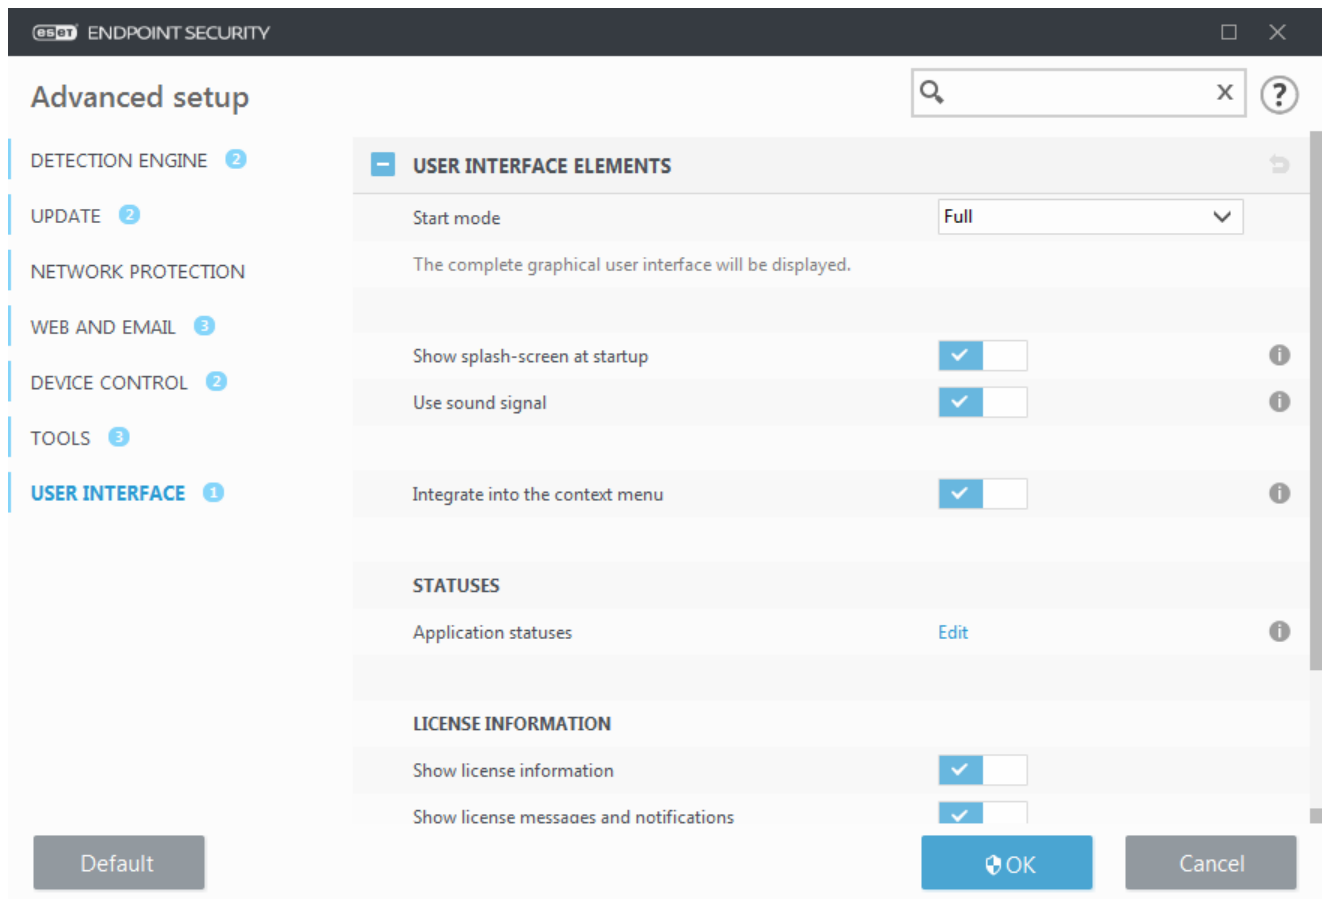 eset ENDPOINT SECURITY
Advanced setup
x
?
DETECTION ENGINE 2
UPDATE 2
NETWORK PROTECTION
WEB AND EMAIL 3
DEVICE CONTROL 2
TOOLS 3
USER INTERFACE 1
USER INTERFACE ELEMENTS
Start mode Full
The complete graphical user interface will be displayed.
Show splash-screen at startup i
Use sound signal i
Integrate into the context menu i
STATUSES
Application statuses Edit i
LICENSE INFORMATION
Show license information
Show license messages and notifications
Default OK Cancel